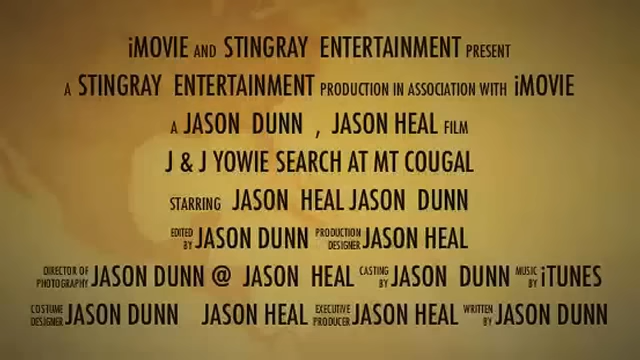 iMOVIE AND STINGRAY ENTERTAINMENT PRESENT
A STINGRAY ENTERTAINMENT PRODUCTION IN ASSOCIATION WITH iMOVIE
A JASON DUNN , JASON HEAL FILM
J & J YOWIE SEARCH AT MT COUGAL
STARRING JASON HEAL JASON DUNN
EDITED BY JASON DUNN PRODUCTION DESIGNER JASON HEAL
DIRECTOR OF PHOTOGRAPHY JASON DUNN @ JASON HEAL CASTING BY JASON DUNN MUSIC BY iTUNES
COSTUME DESIGNER JASON DUNN JASON HEAL EXECUTIVE PRODUCER JASON HEAL WRITTEN BY JASON DUNN